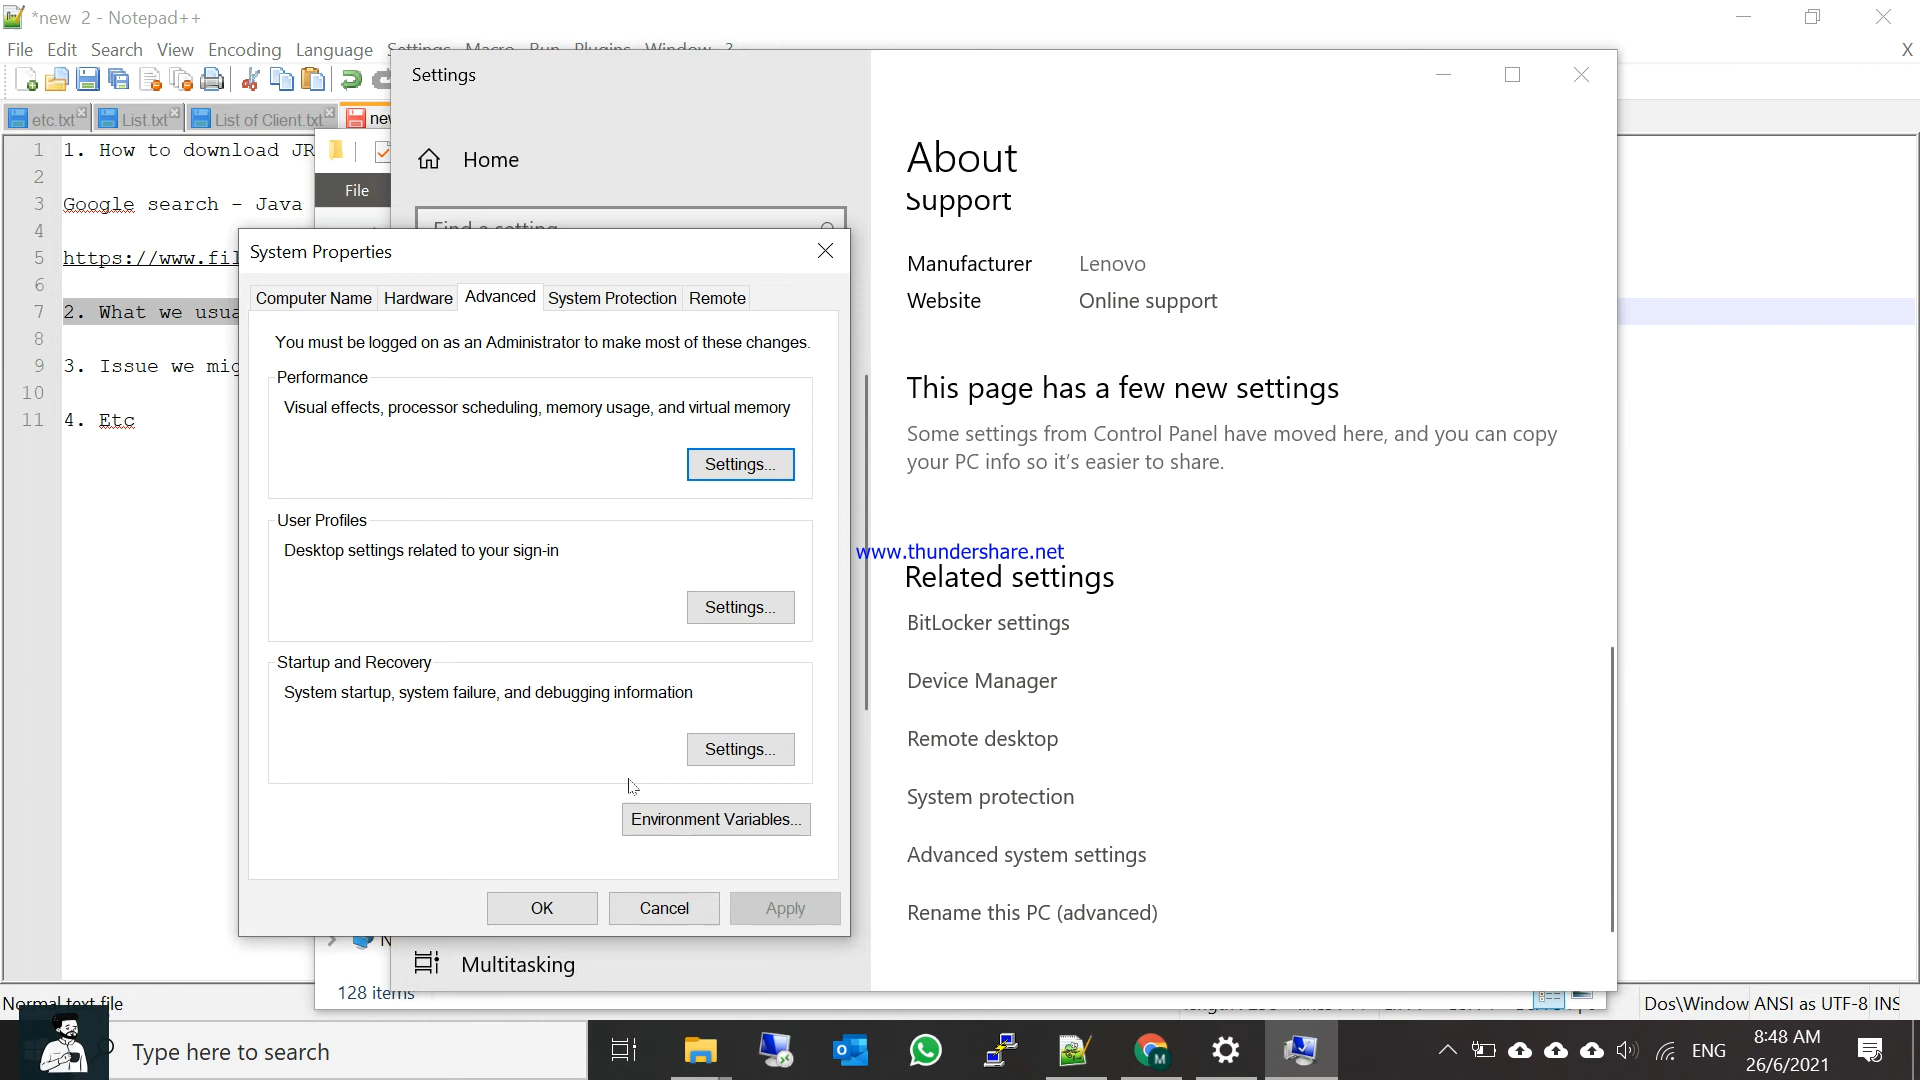 *new 2 - Notepad++
File Edit Search View Encoding Language
X
etc.txt List.txt List of Client.txt
1 1. How to download JR
2
3 Google search - Java
4
5 https://www.fil
6
7 2. What we usua
8
9 3. Issue we mig
10
11 4. Etc
File
128 items
Settings
Home
Find a setting
Multitasking
System Properties
Computer Name Hardware Advanced System Protection Remote
You must be logged on as an Administrator to make most of these changes.
Performance
Visual effects, processor scheduling, memory usage, and virtual memory
Settings...
User Profiles
Desktop settings related to your sign-in
Settings...
Startup and Recovery
System startup, system failure, and debugging information
Settings...
Environment Variables...
OK Cancel Apply
About
Support
Manufacturer Lenovo
Website Online support
This page has a few new settings
Some settings from Control Panel have moved here, and you can copy
your PC info so it's easier to share.
www.thundershare.net
Related settings
BitLocker settings
Device Manager
Remote desktop
System protection
Advanced system settings
Rename this PC (advanced)
Normal text file
Dos\Window ANSI as UTF-8 INS
Type here to search
ENG
8:48 AM
26/6/2021